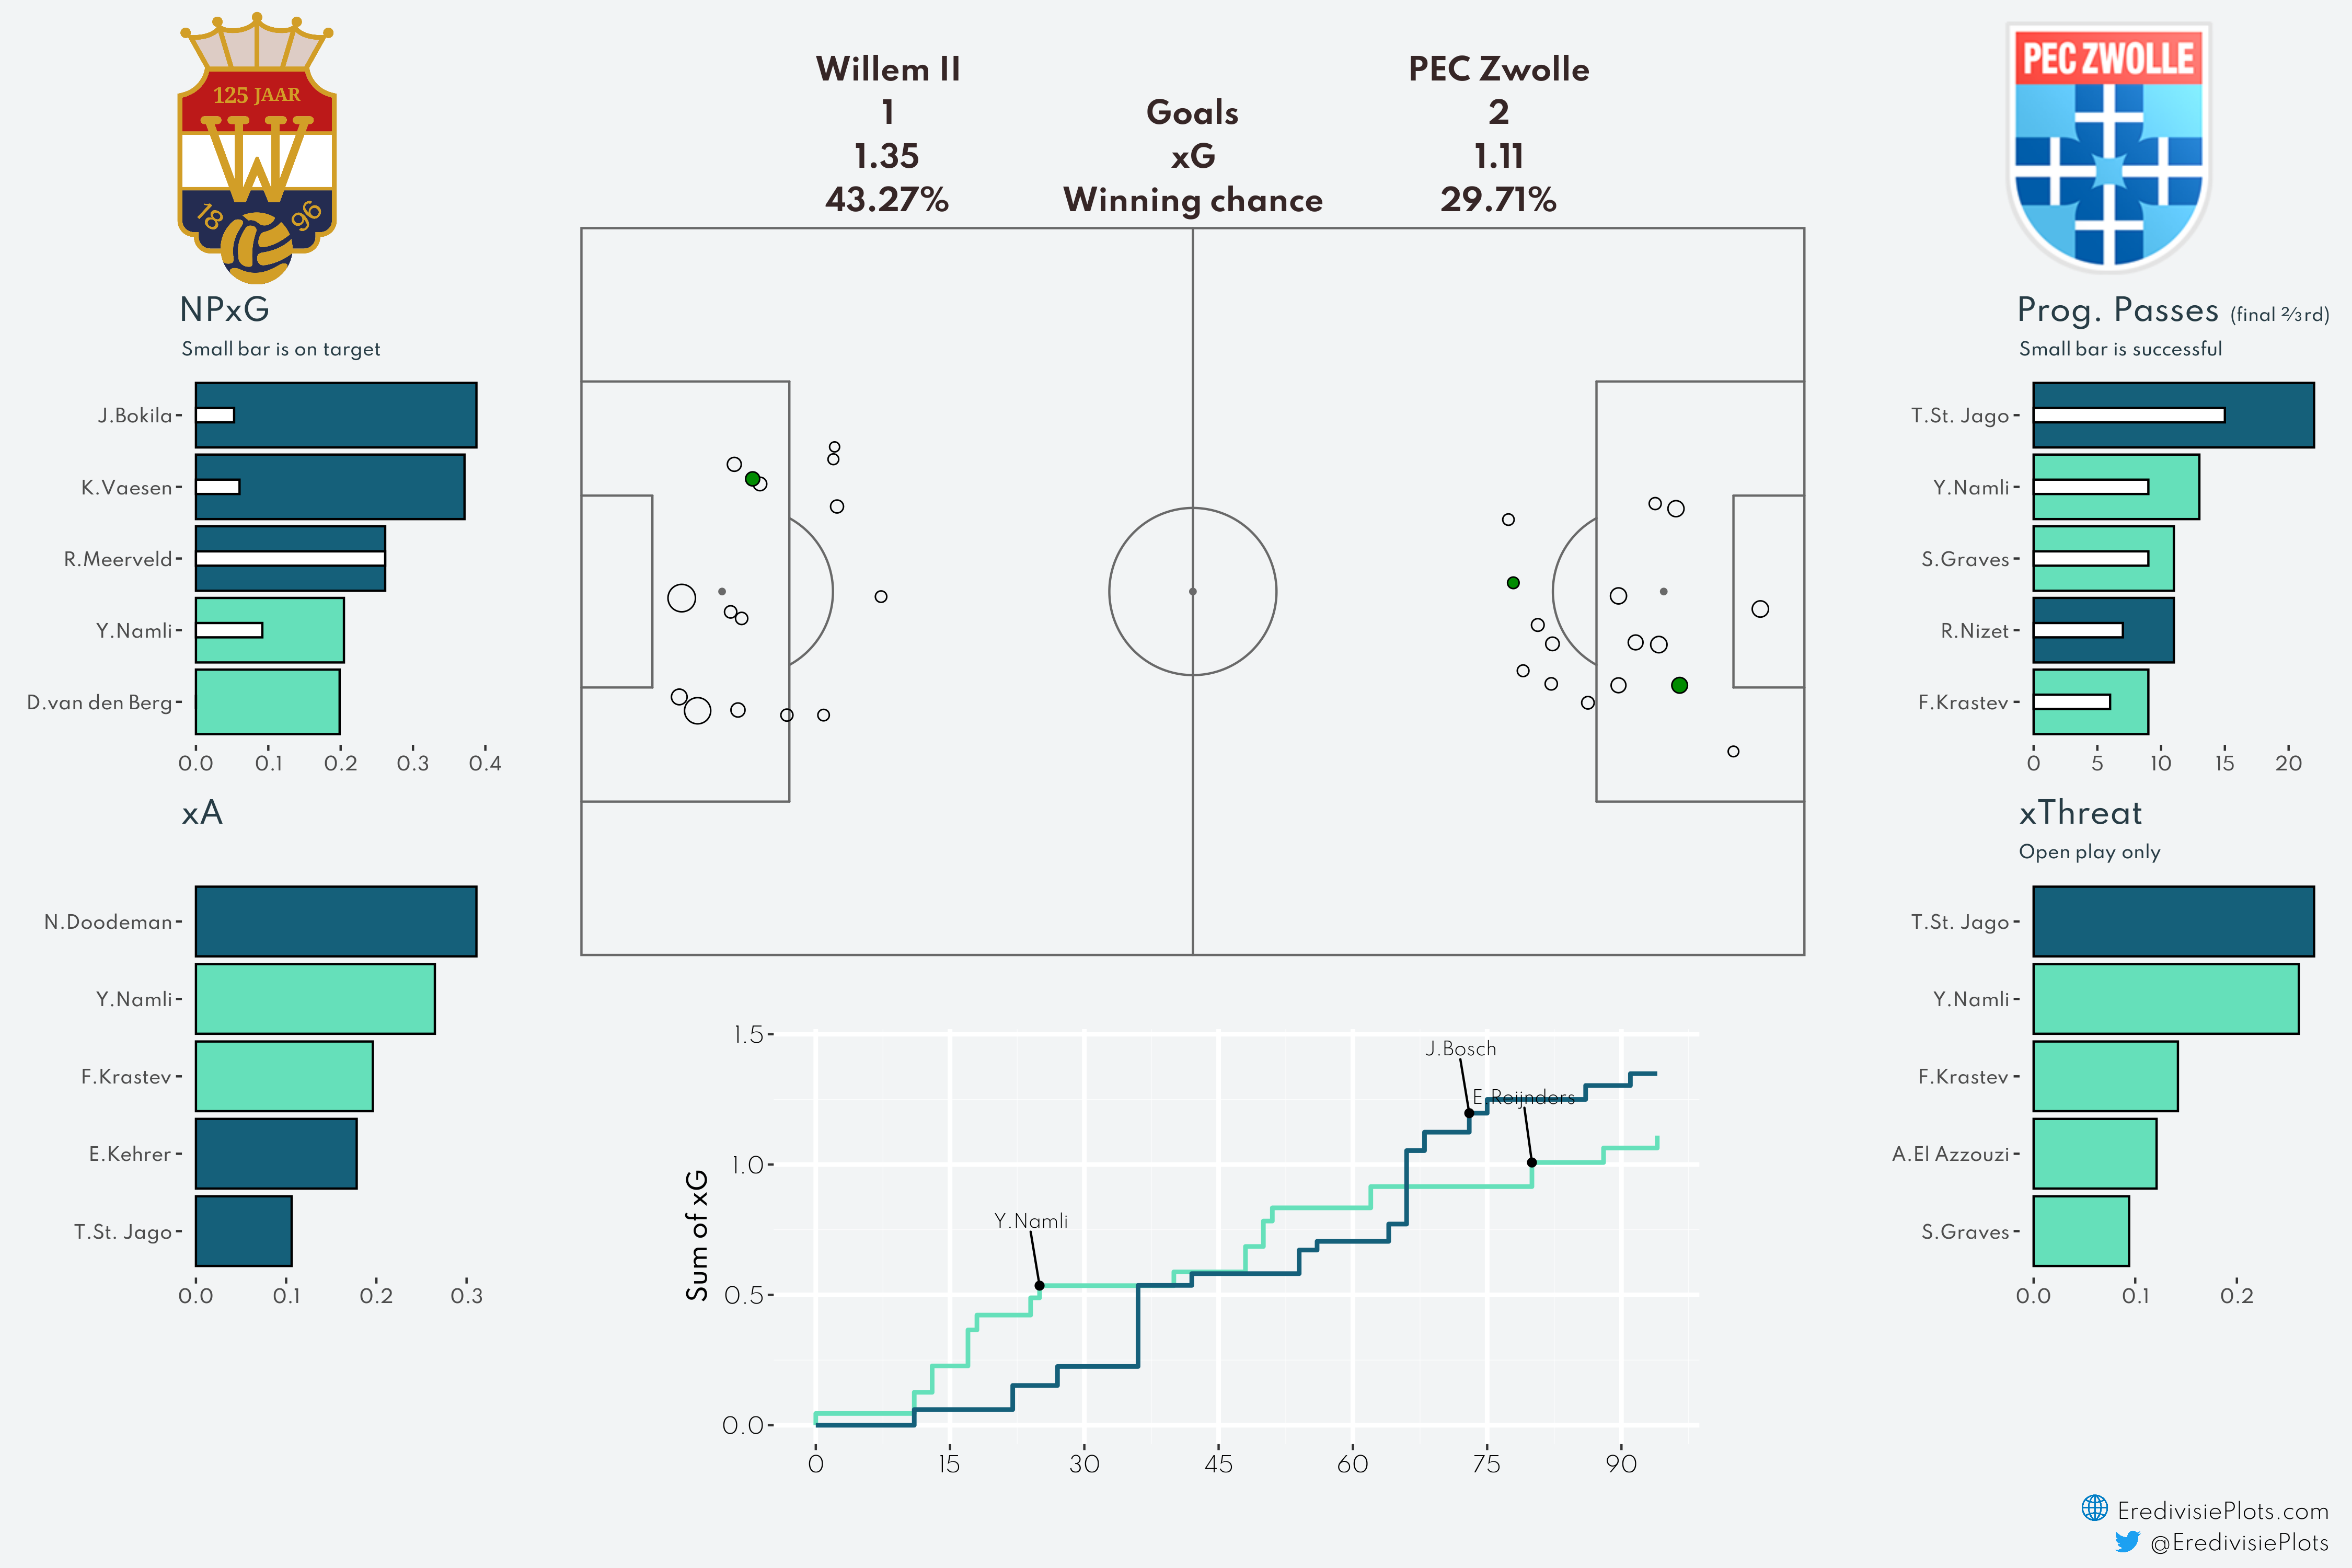 125 JAAR
W
18 96
PEC ZWOLLE
Willem II PEC Zwolle
1 Goals 2
1.35 xG 1.11
43.27% Winning chance 29.71%
NPxG
Small bar is on target
J.Bokila
K.Vaesen
R.Meerveld
Y.Namli
D.van den Berg
0.0 0.1 0.2 0.3 0.4
xA
N.Doodeman
Y.Namli
F.Krastev
E.Kehrer
T.St. Jago
0.0 0.1 0.2 0.3
Prog. Passes (final ⅔rd)
Small bar is successful
T.St. Jago
Y.Namli
S.Graves
R.Nizet
F.Krastev
0 5 10 15 20
xThreat
Open play only
T.St. Jago
Y.Namli
F.Krastev
A.El Azzouzi
S.Graves
0.0 0.1 0.2
Sum of xG
1.5
1.0
0.5
0.0
J.Bosch
E.Reijnders
Y.Namli
0 15 30 45 60 75 90
EredivisiePlots.com
@EredivisiePlots